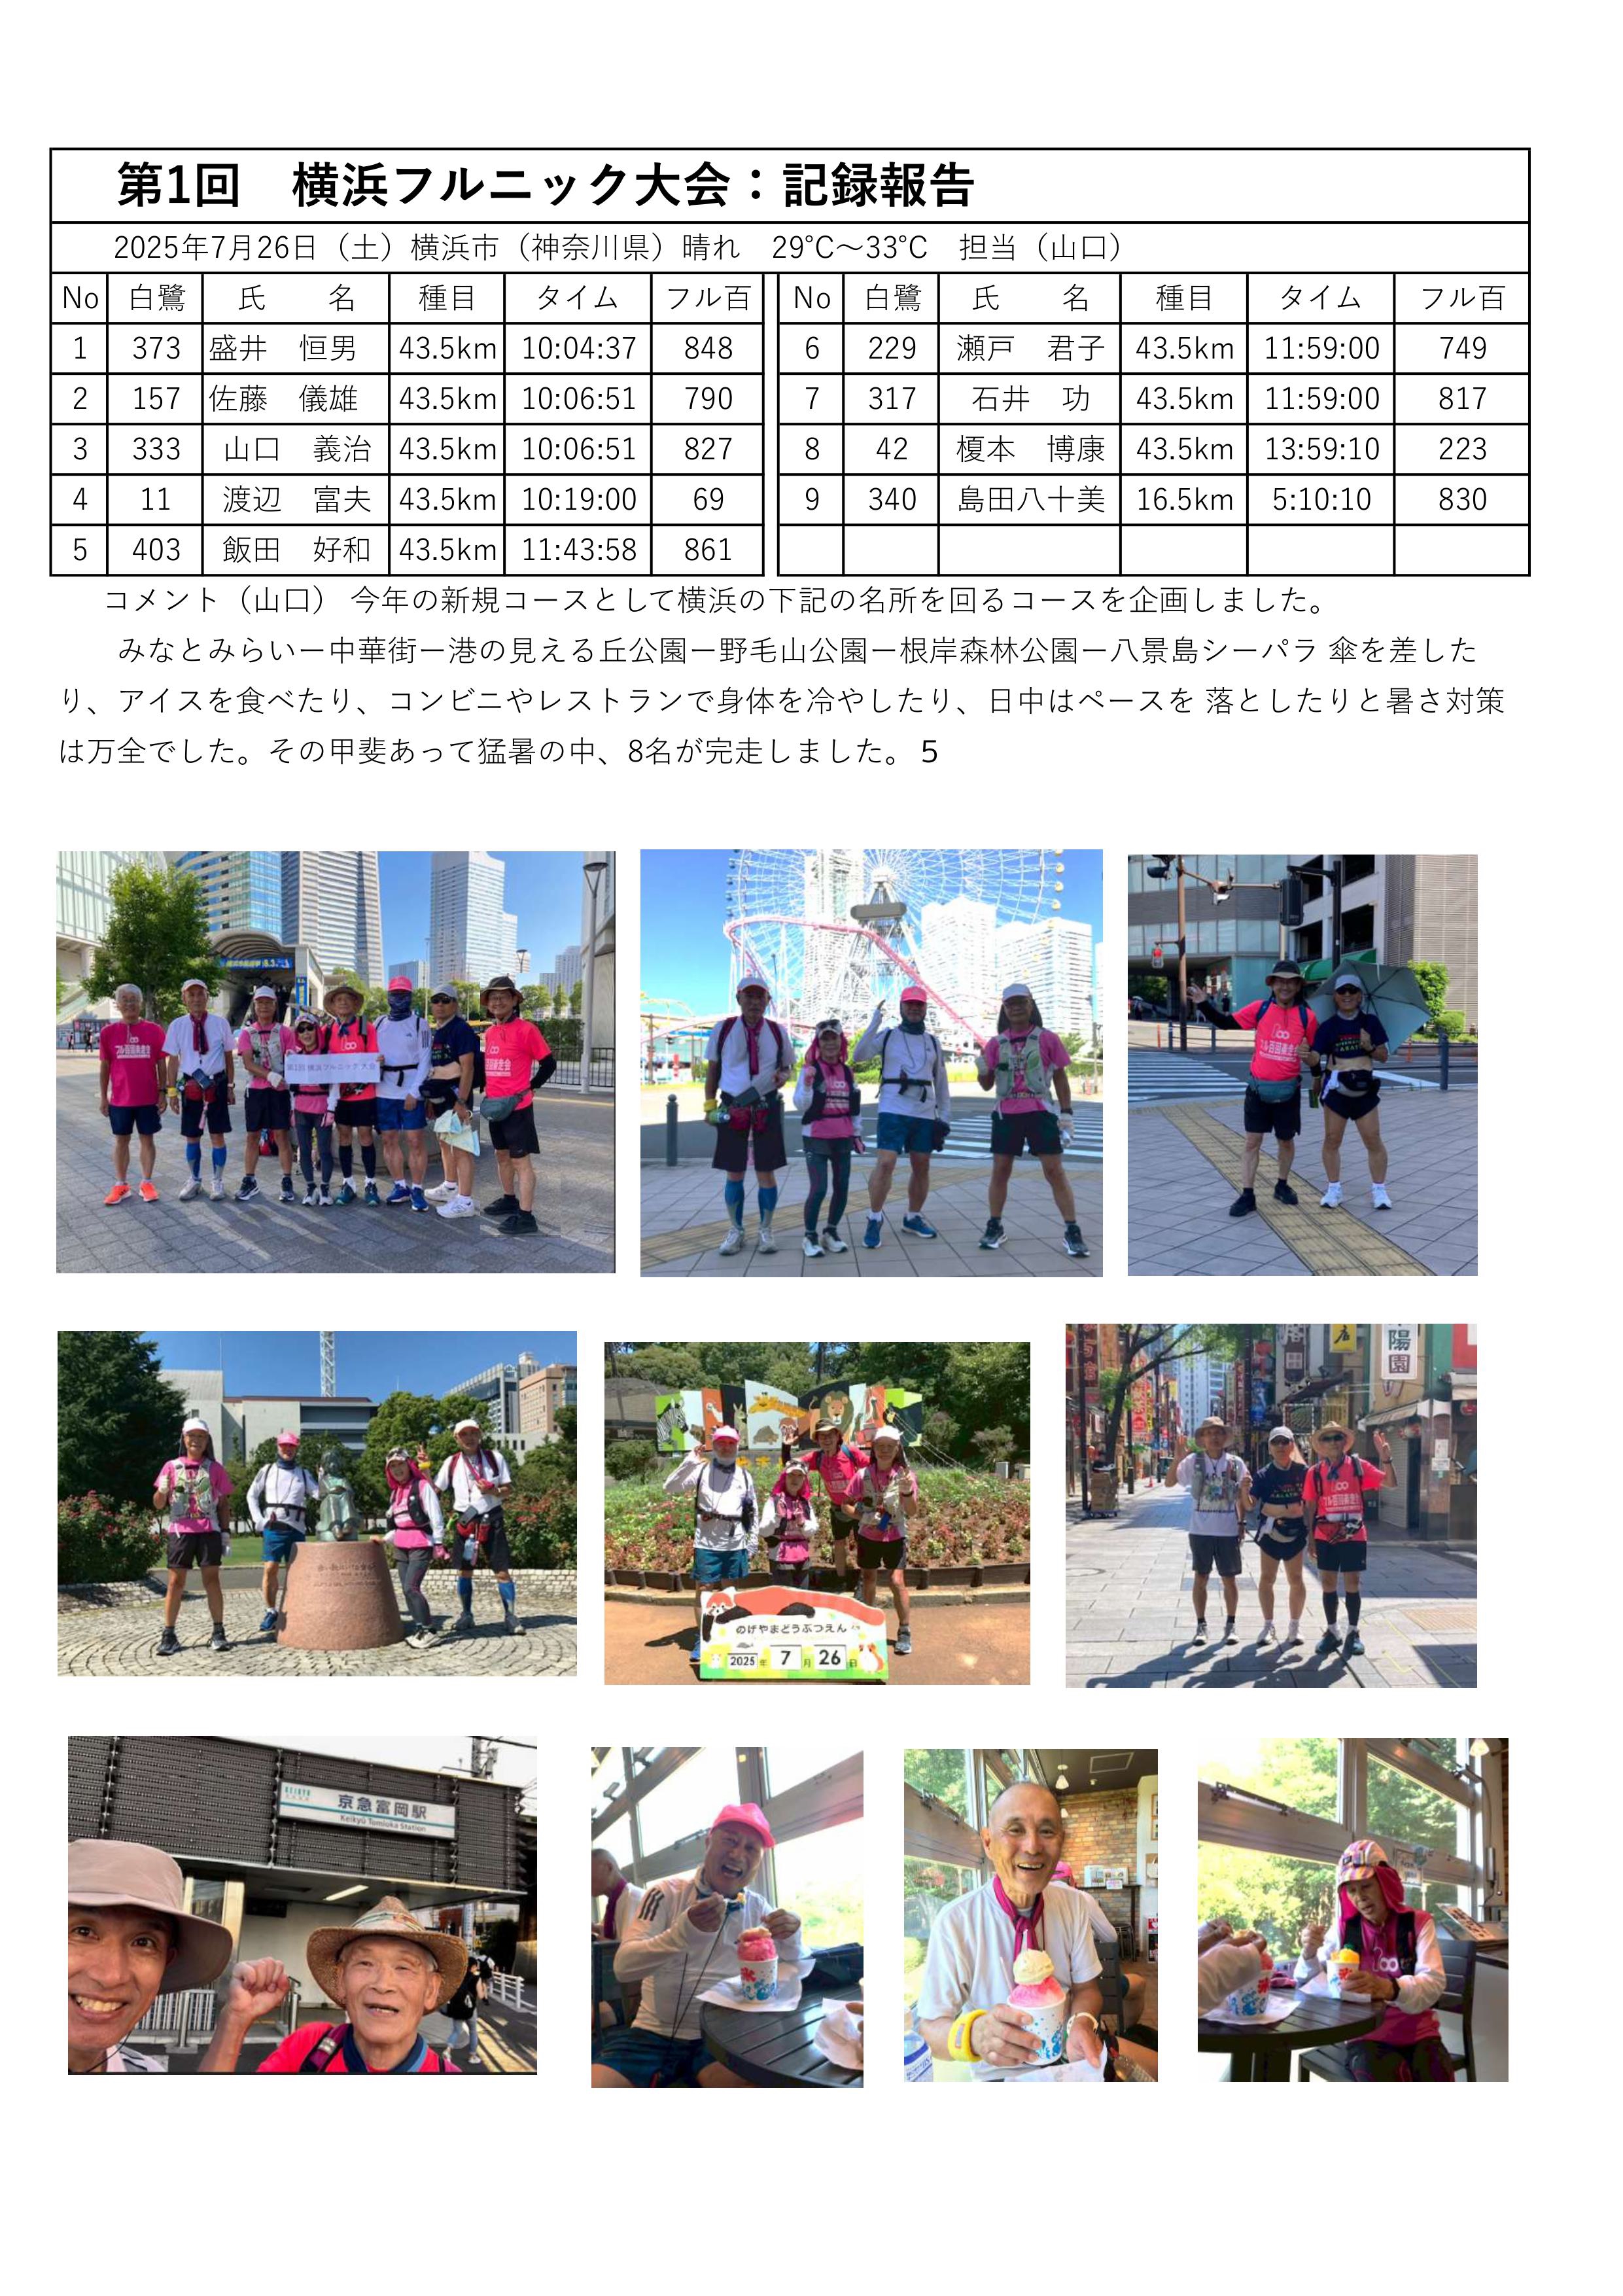 第1回　横浜フルニック大会：記録報告
2025年7月26日（土）横浜市（神奈川県）晴れ　29℃～33℃　担当（山口）
No 白鷺 氏　　名 種目 タイム フル百 No 白鷺 氏　　名 種目 タイム フル百
1 373 盛井　恒男 43.5km 10:04:37 848 6 229 瀬戸　君子 43.5km 11:59:00 749
2 157 佐藤　儀雄 43.5km 10:06:51 790 7 317 石井　功 43.5km 11:59:00 817
3 333 山口　義治 43.5km 10:06:51 827 8 42 榎本　博康 43.5km 13:59:10 223
4 11 渡辺　富夫 43.5km 10:19:00 69 9 340 島田八十美 16.5km 5:10:10 830
5 403 飯田　好和 43.5km 11:43:58 861
コメント（山口） 今年の新規コースとして横浜の下記の名所を回るコースを企画しました。
みなとみらいー中華街ー港の見える丘公園ー野毛山公園ー根岸森林公園ー八景島シーパラ 傘を差した
り、アイスを食べたり、コンビニやレストランで身体を冷やしたり、日中はペースを 落としたりと暑さ対策
は万全でした。その甲斐あって猛暑の中、8名が完走しました。 5
第1回 横浜フルニック大会
フル百回楽走会
のげやまどうぶつえん
2025年 7月 26日
陽園
KEIKYU
京急富岡駅
Keikyū Tomioka Station